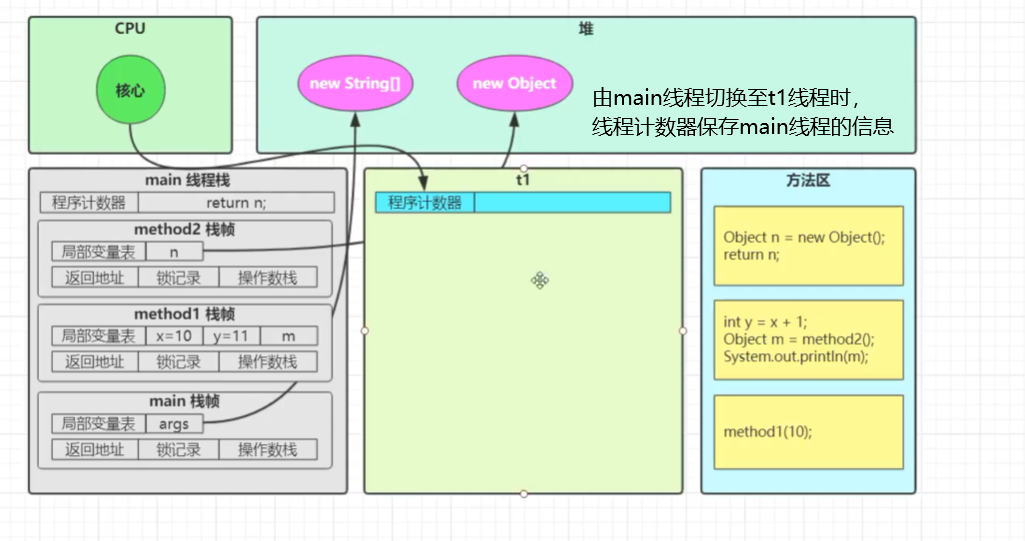 CPU
核心
堆
new String[]
new Object
由main线程切换至t1线程时，
线程计数器保存main线程的信息
main 线程栈
程序计数器 return n;
method2 栈帧
局部变量表 n
返回地址 锁记录 操作数栈
method1 栈帧
局部变量表 x=10 y=11 m
返回地址 锁记录 操作数栈
main 栈帧
局部变量表 args
返回地址 锁记录 操作数栈
t1
程序计数器
方法区
Object n = new Object();
return n;
int y = x + 1;
Object m = method2();
System.out.println(m);
method1(10);